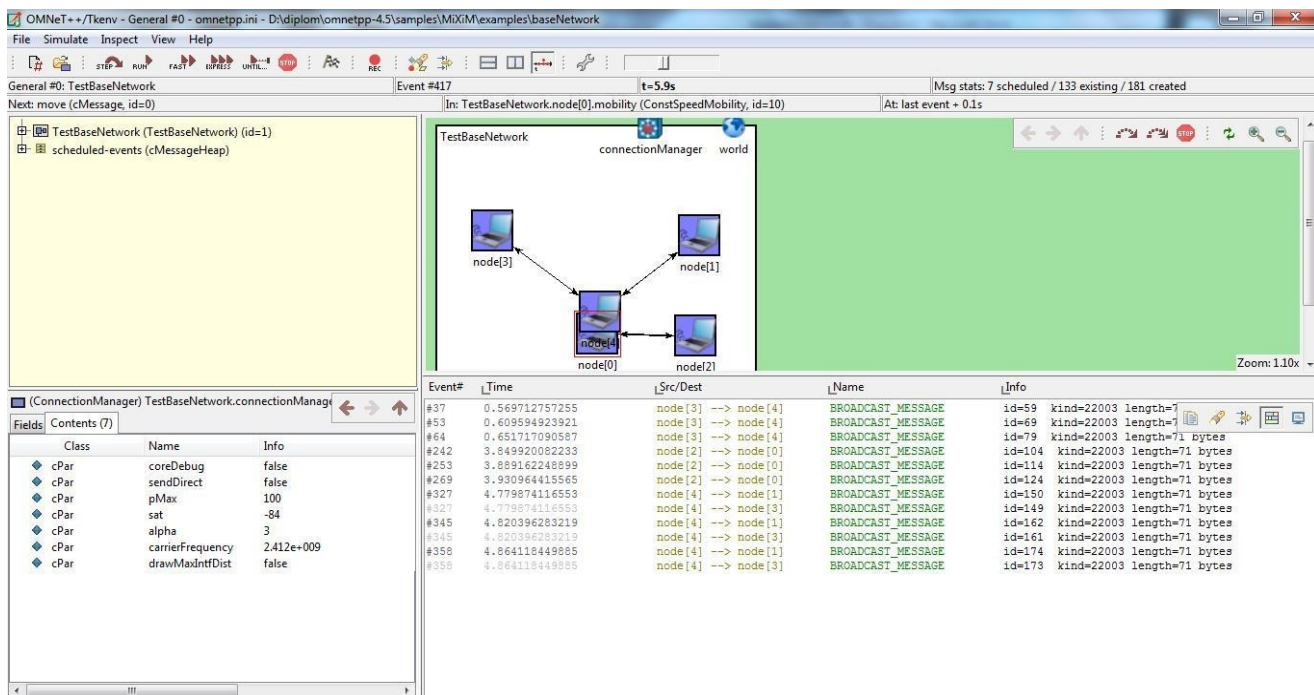 OMNeT++/Tkenv - General #0 - omnetpp.ini - D:\diplom\omnetpp-4.5\samples\MiXiM\examples\baseNetwork
File Simulate Inspect View Help
STEP RUN FAST EXPRESS UNTIL... STOP REC
General #0: TestBaseNetwork Event #417 t=5.9s Msg stats: 7 scheduled / 133 existing / 181 created
Next: move (cMessage, id=0) In: TestBaseNetwork.node[0].mobility (ConstSpeedMobility, id=10) At: last event + 0.1s
TestBaseNetwork (TestBaseNetwork) (id=1)
scheduled-events (cMessageHeap)
TestBaseNetwork
connectionManager world
STOP
node[3]
node[1]
node[4]
node[0]
node[2]
Zoom: 1.10x
(ConnectionManager) TestBaseNetwork.connectionManage
Fields Contents (7)
Class Name Info
cPar coreDebug false
cPar sendDirect false
cPar pMax 100
cPar sat -84
cPar alpha 3
cPar carrierFrequency 2.412e+009
cPar drawMaxIntfDist false
Event# Time Src/Dest Name Info
#37 0.569712757255 node[3] --> node[4] BROADCAST_MESSAGE id=59 kind=22003 length=7
#53 0.609594923921 node[3] --> node[4] BROADCAST_MESSAGE id=69 kind=22003 length=7
#64 0.651717090587 node[3] --> node[4] BROADCAST_MESSAGE id=79 kind=22003 length=71 bytes
#242 3.849920082233 node[2] --> node[0] BROADCAST_MESSAGE id=104 kind=22003 length=71 bytes
#253 3.889162248899 node[2] --> node[0] BROADCAST_MESSAGE id=114 kind=22003 length=71 bytes
#269 3.930964415565 node[2] --> node[0] BROADCAST_MESSAGE id=124 kind=22003 length=71 bytes
#327 4.779874116553 node[4] --> node[1] BROADCAST_MESSAGE id=150 kind=22003 length=71 bytes
#327 4.779874116553 node[4] --> node[3] BROADCAST_MESSAGE id=149 kind=22003 length=71 bytes
#345 4.820396283219 node[4] --> node[1] BROADCAST_MESSAGE id=162 kind=22003 length=71 bytes
#345 4.820396283219 node[4] --> node[3] BROADCAST_MESSAGE id=161 kind=22003 length=71 bytes
#358 4.864118449885 node[4] --> node[1] BROADCAST_MESSAGE id=174 kind=22003 length=71 bytes
#358 4.864118449885 node[4] --> node[3] BROADCAST_MESSAGE id=173 kind=22003 length=71 bytes